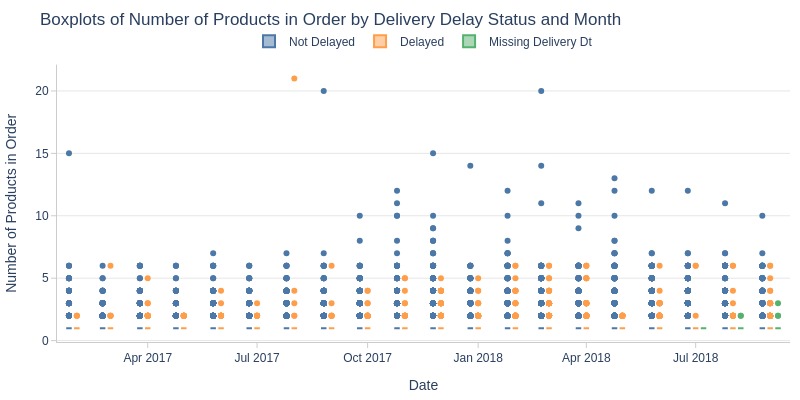 Boxplots of Number of Products in Order by Delivery Delay Status and Month
Not Delayed
Delayed
Missing Delivery Dt
Number of Products in Order
20
15
10
5
0
Apr 2017
Jul 2017
Oct 2017
Jan 2018
Apr 2018
Jul 2018
Date